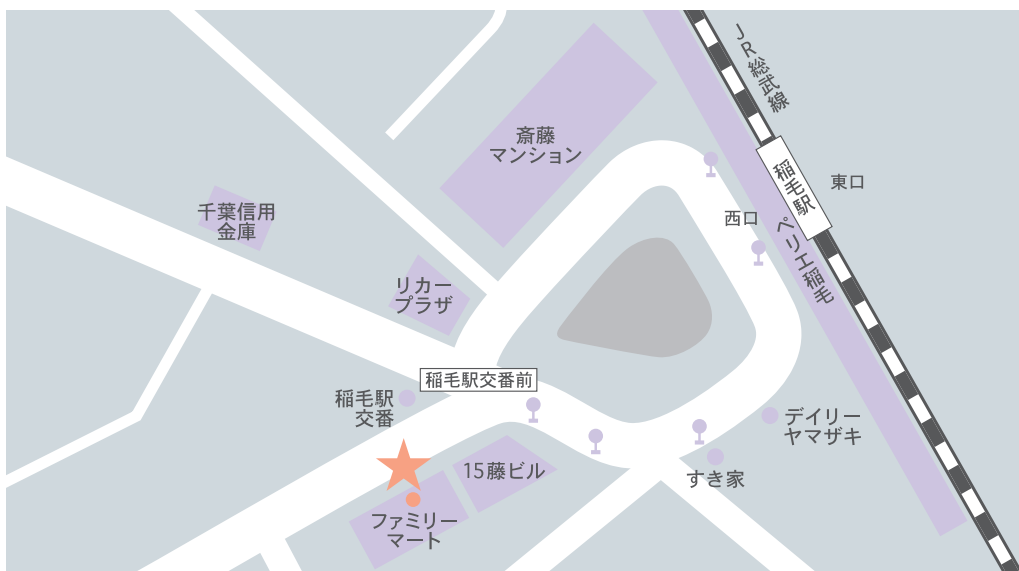 JR総武線
斎藤
マンション
稲毛駅
東口
千葉信用
金庫
西口
ペリエ稲毛
リカー
プラザ
稲毛駅交番前
稲毛駅
交番
デイリー
ヤマザキ
15藤ビル
すき家
ファミリー
マート